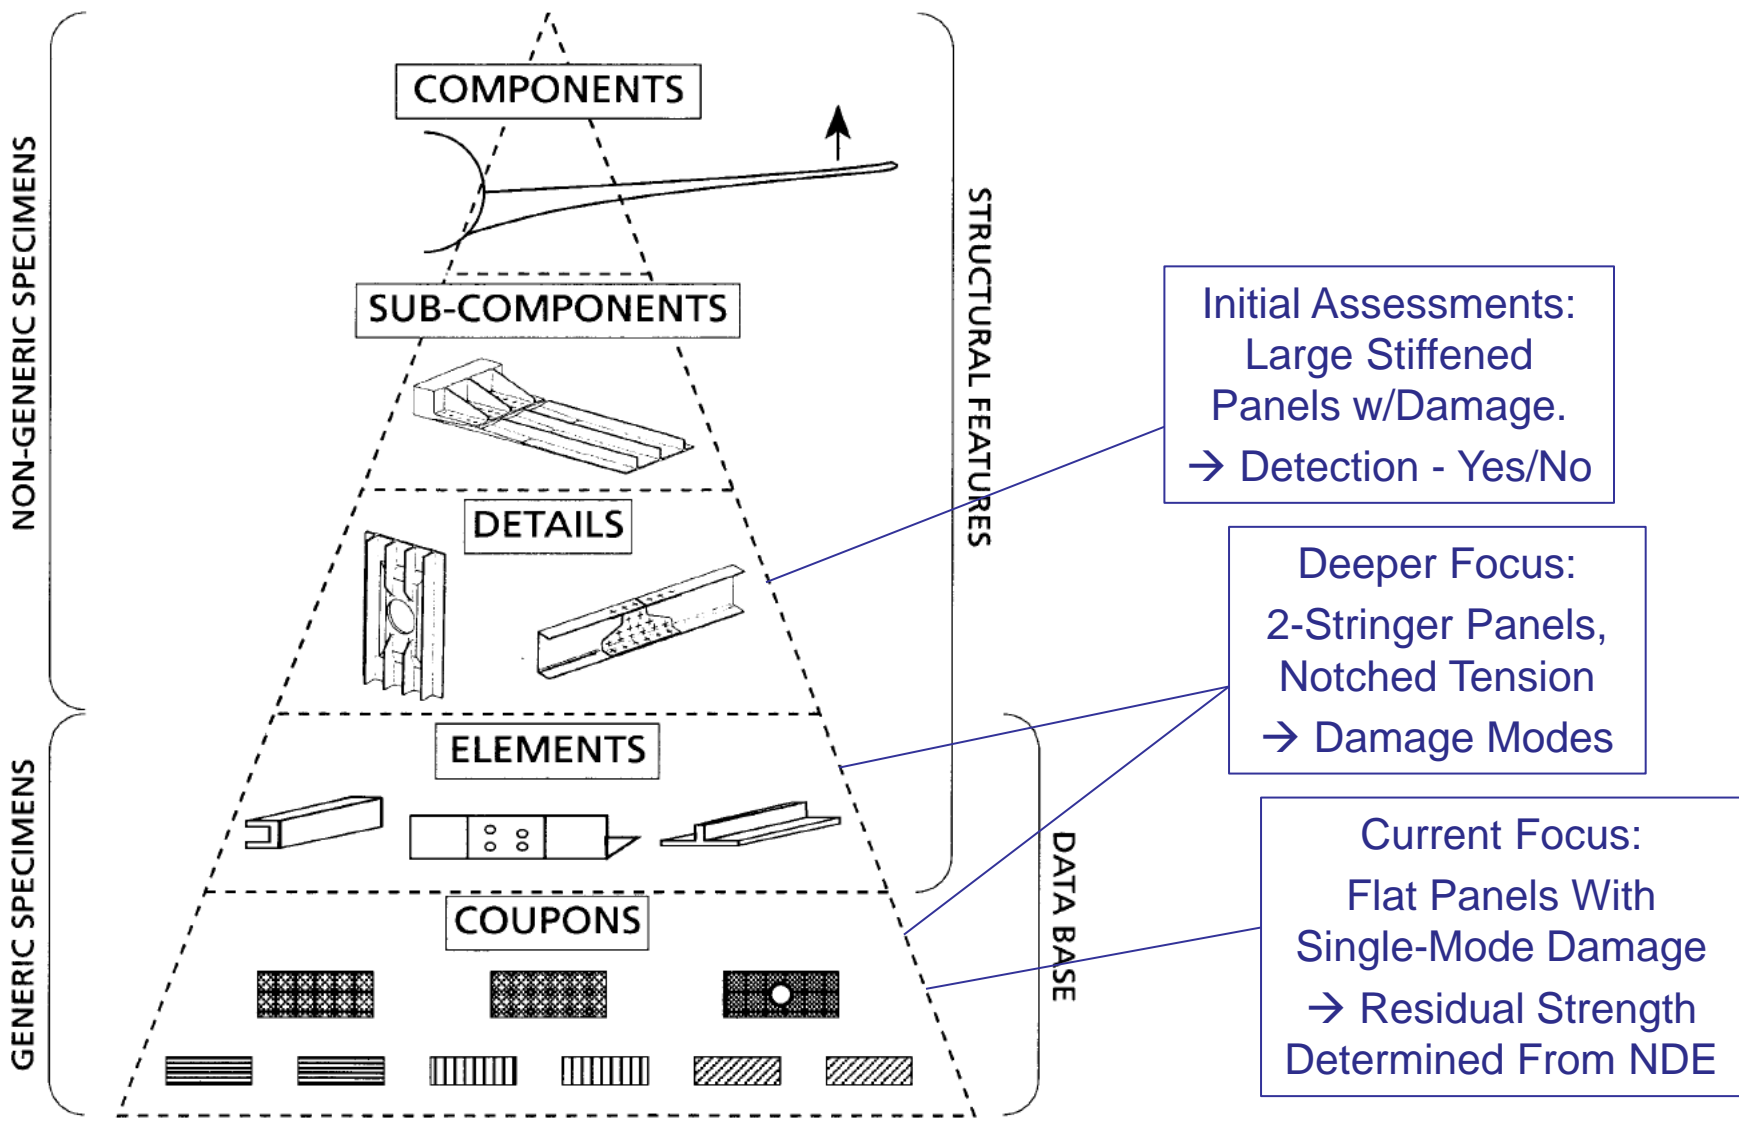 COMPONENTS
SUB-COMPONENTS
DETAILS
ELEMENTS
COUPONS
NON-GENERIC SPECIMENS
GENERIC SPECIMENS
STRUCTURAL FEATURES
DATA BASE
Initial Assessments:
Large Stiffened
Panels w/Damage.
→ Detection - Yes/No
Deeper Focus:
2-Stringer Panels,
Notched Tension
→ Damage Modes
Current Focus:
Flat Panels With
Single-Mode Damage
→ Residual Strength
Determined From NDE